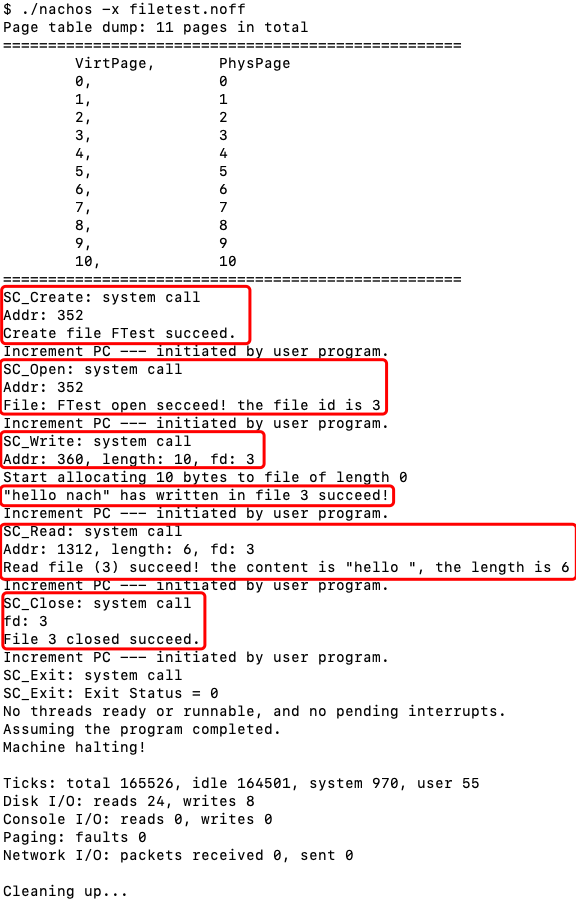 $ ./nachos -x filetest.noff
Page table dump: 11 pages in total
===================================================
VirtPage, PhysPage
0, 0
1, 1
2, 2
3, 3
4, 4
5, 5
6, 6
7, 7
8, 8
9, 9
10, 10
===================================================
SC_Create: system call
Addr: 352
Create file FTest succeed.
Increment PC --- initiated by user program.
SC_Open: system call
Addr: 352
File: FTest open secceed! the file id is 3
Increment PC --- initiated by user program.
SC_Write: system call
Addr: 360, length: 10, fd: 3
Start allocating 10 bytes to file of length 0
"hello nach" has written in file 3 succeed!
Increment PC --- initiated by user program.
SC_Read: system call
Addr: 1312, length: 6, fd: 3
Read file (3) succeed! the content is "hello ", the length is 6
Increment PC --- initiated by user program.
SC_Close: system call
fd: 3
File 3 closed succeed.
Increment PC --- initiated by user program.
SC_Exit: system call
SC_Exit: Exit Status = 0
No threads ready or runnable, and no pending interrupts.
Assuming the program completed.
Machine halting!
Ticks: total 165526, idle 164501, system 970, user 55
Disk I/O: reads 24, writes 8
Console I/O: reads 0, writes 0
Paging: faults 0
Network I/O: packets received 0, sent 0
Cleaning up...